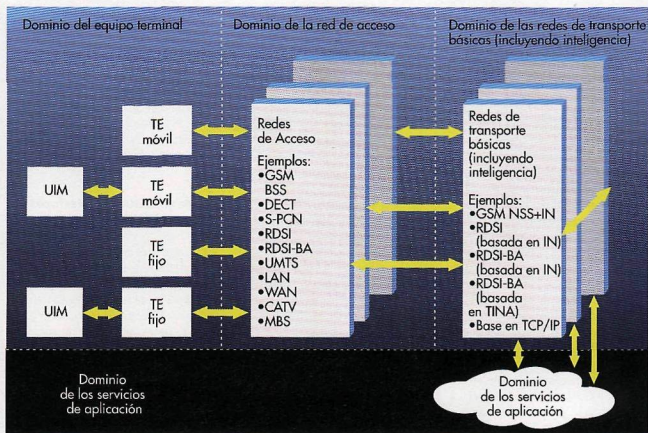 Dominio del equipo terminal
Dominio de la red de acceso
Dominio de las redes de transporte
básicas (incluyendo inteligencia)
TE
móvil
UIM
TE
móvil
TE
fijo
UIM
TE
fijo
Redes
de Acceso
Ejemplos:
•GSM
BSS
•DECT
•S-PCN
•RDSI
•RDSI-BA
•UMTS
•LAN
•WAN
•CATV
•MBS
Redes de
transporte
básicas
(incluyendo
inteligencia)
Ejemplos:
•GSM NSS+IN
•RDSI
(basada en IN)
•RDSI-BA
(basada en IN)
•RDSI-BA
(basada
en TINA)
•Base en TCP/IP
Dominio
de los servicios
de aplicación
Dominio
de los servicios
de aplicación